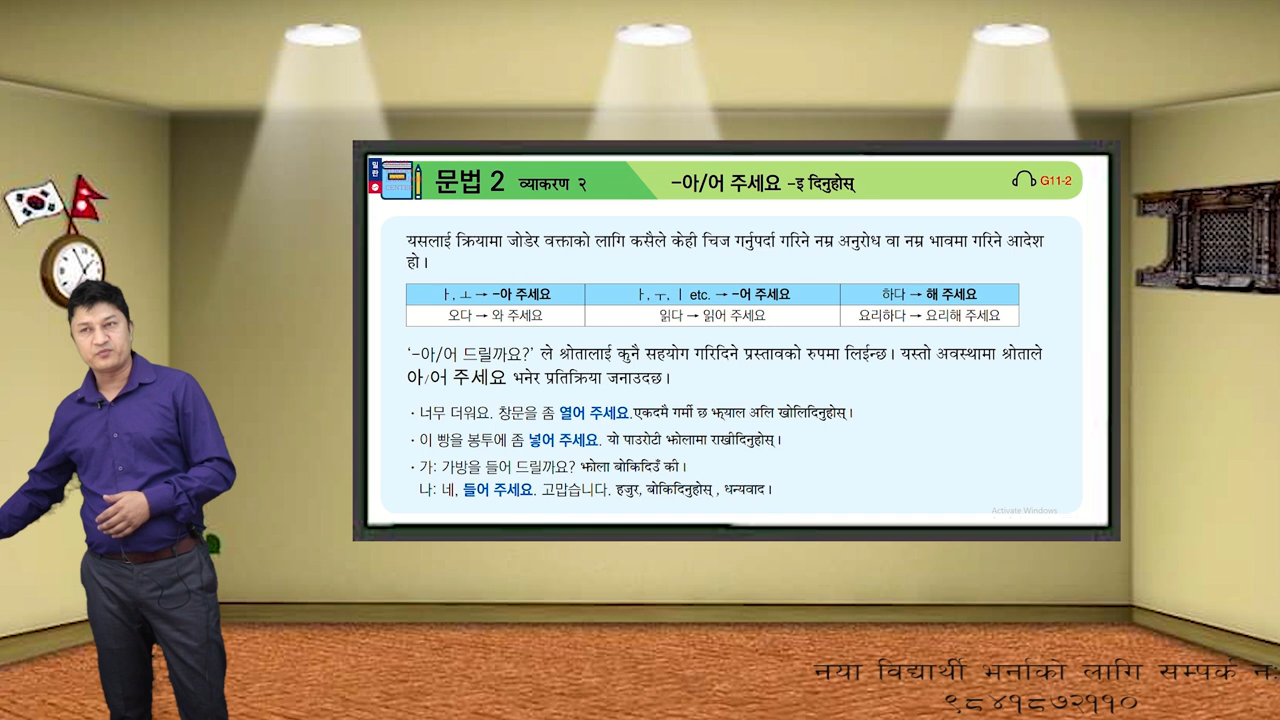 밀란
CENTER
문법 2 व्याकरण २
-아/어 주세요 -इ दिनुहोस्
G11-2
यसलाई क्रियामा जोडेर वक्ताको लागि कसैले केही चिज गर्नुपर्दा गरिने नम्र अनुरोध वा नम्र भावमा गरिने आदेश
हो ।
ㅏ, ㅗ → -아 주세요 ㅏ, ㅜ, ㅣ etc. → -어 주세요 하다 → 해 주세요
오다 → 와 주세요 읽다 → 읽어 주세요 요리하다 → 요리해 주세요
‘-아/어 드릴까요?’ ले श्रोतालाई कुनै सहयोग गरिदिने प्रस्तावको रुपमा लिईन्छ। यस्तो अवस्थामा श्रोताले
아/어 주세요 भनेर प्रतिक्रिया जनाउदछ।
· 너무 더워요. 창문을 좀 열어 주세요.एकदमै गर्मी छ झ्याल अलि खोलिदिनुहोस्।
· 이 빵을 봉투에 좀 넣어 주세요. यो पाउरोटी झोलामा राखीदिनुहोस्।
· 가: 가방을 들어 드릴까요? झोला बोकिदिउँ की।
나: 네, 들어 주세요. 고맙습니다. हजुर, बोकिदिनुहोस् , धन्यवाद।
Activate Windows
नया विद्यार्थी भर्नाको लागि सम्पर्क न:
९८४१८७२११०